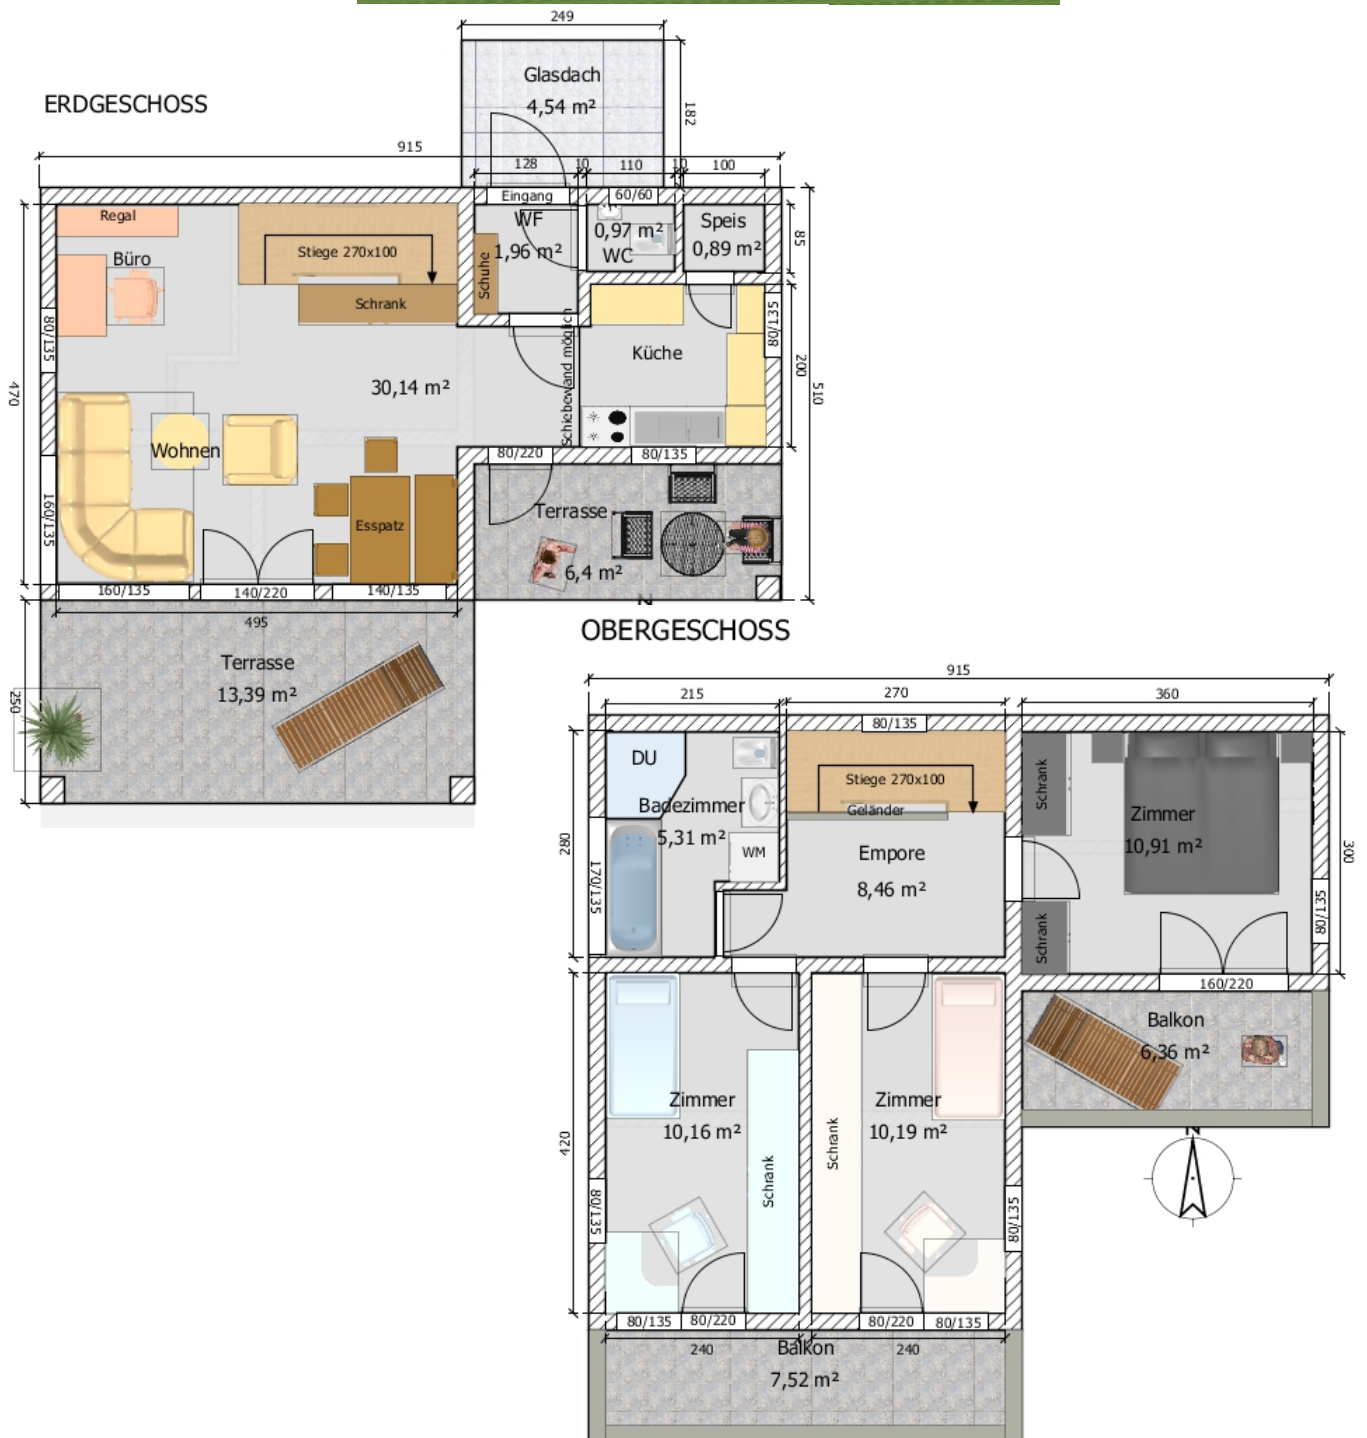 249
Glasdach
4,54 m²
182
ERDGESCHOSS
915
128
10
110
10
100
Eingang
60/60
Regal
WF
1,96 m²
0,97 m²
WC
Speis
0,89 m²
85
Büro
Stiege 270x100
Schuhe
Schrank
80/135
Schiebewand möglich
Küche
80/135
200
510
470
30,14 m²
Wohnen
160/135
Esspatz
80/220
80/135
Terrasse
6,4 m²
160/135
140/220
140/135
495
Terrasse
13,39 m²
250
N
OBERGESCHOSS
915
215
270
360
80/135
DU
Badezimmer
5,31 m²
WM
Stiege 270x100
Geländer
Empore
8,46 m²
Schrank
Zimmer
10,91 m²
280
170/135
300
80/135
Schrank
160/220
Balkon
6,36 m²
N
420
Zimmer
10,16 m²
Schrank
80/135
Zimmer
10,19 m²
Schrank
80/135
80/135
80/220
80/220
80/135
240
240
Balkon
7,52 m²